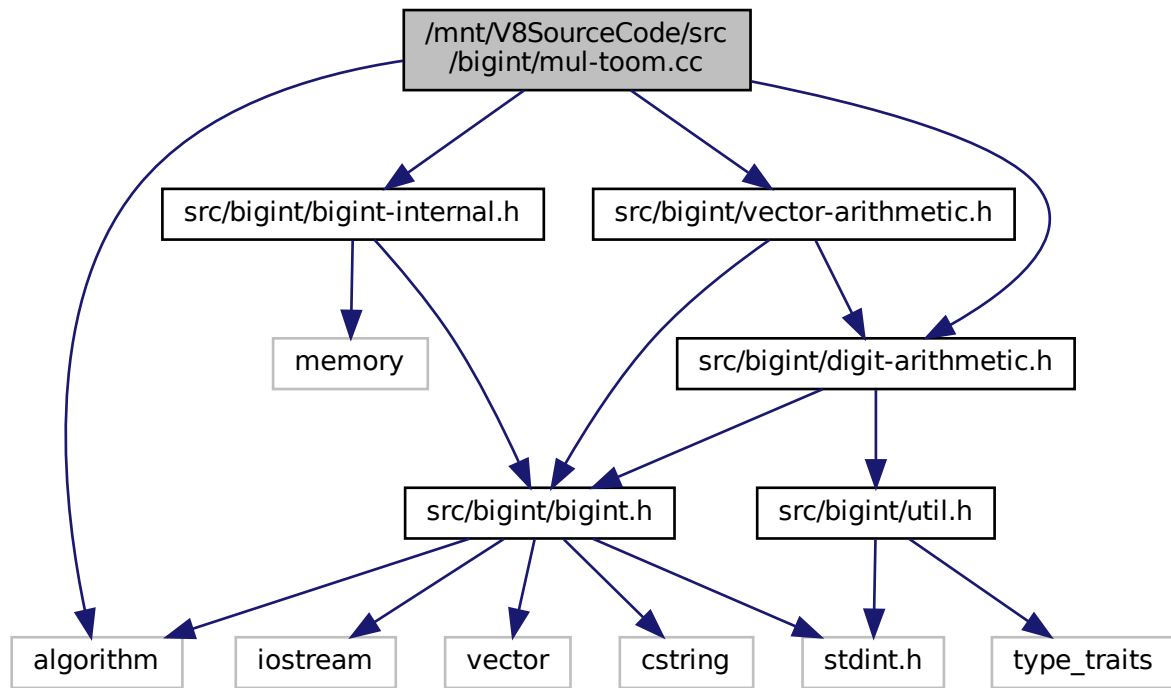 /mnt/V8SourceCode/src
/bigint/mul-toom.cc
src/bigint/bigint-internal.h
src/bigint/vector-arithmetic.h
memory
src/bigint/digit-arithmetic.h
src/bigint/bigint.h
src/bigint/util.h
algorithm
iostream
vector
cstring
stdint.h
type_traits